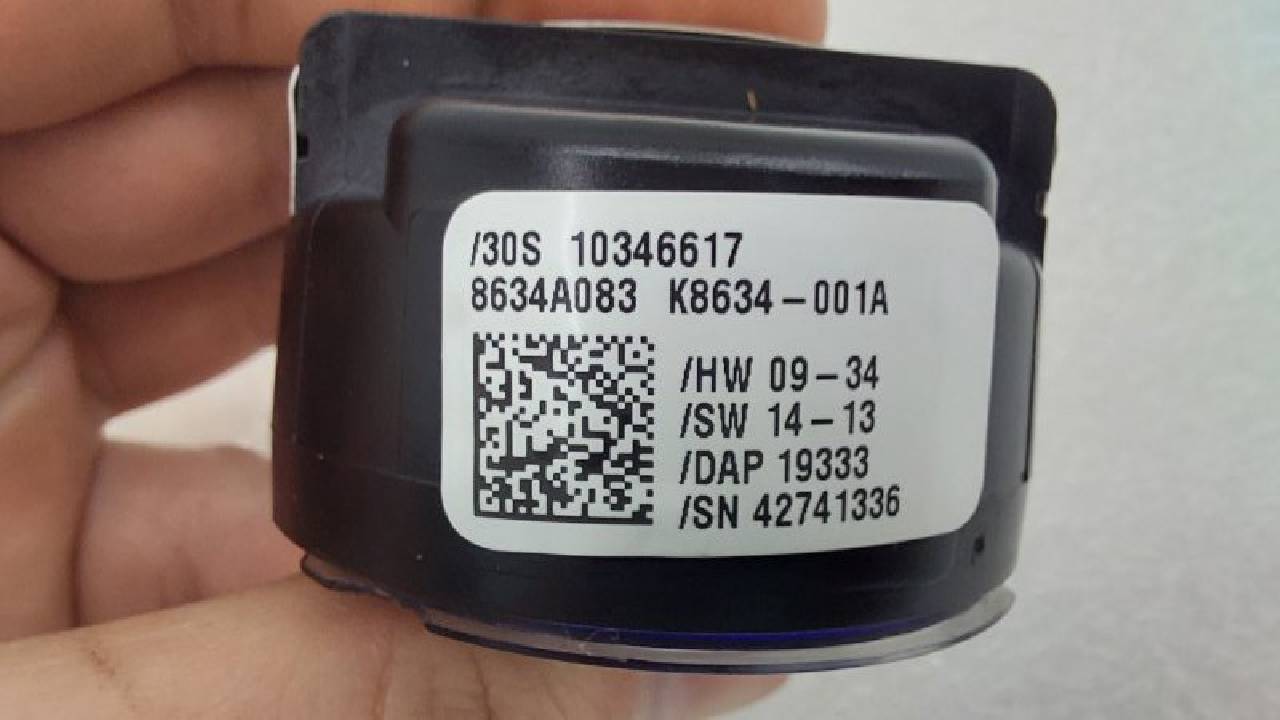 /30S 10346617
8634A083 K8634-001A
/HW 09-34
/SW 14-13
/DAP 19333
/SN 42741336